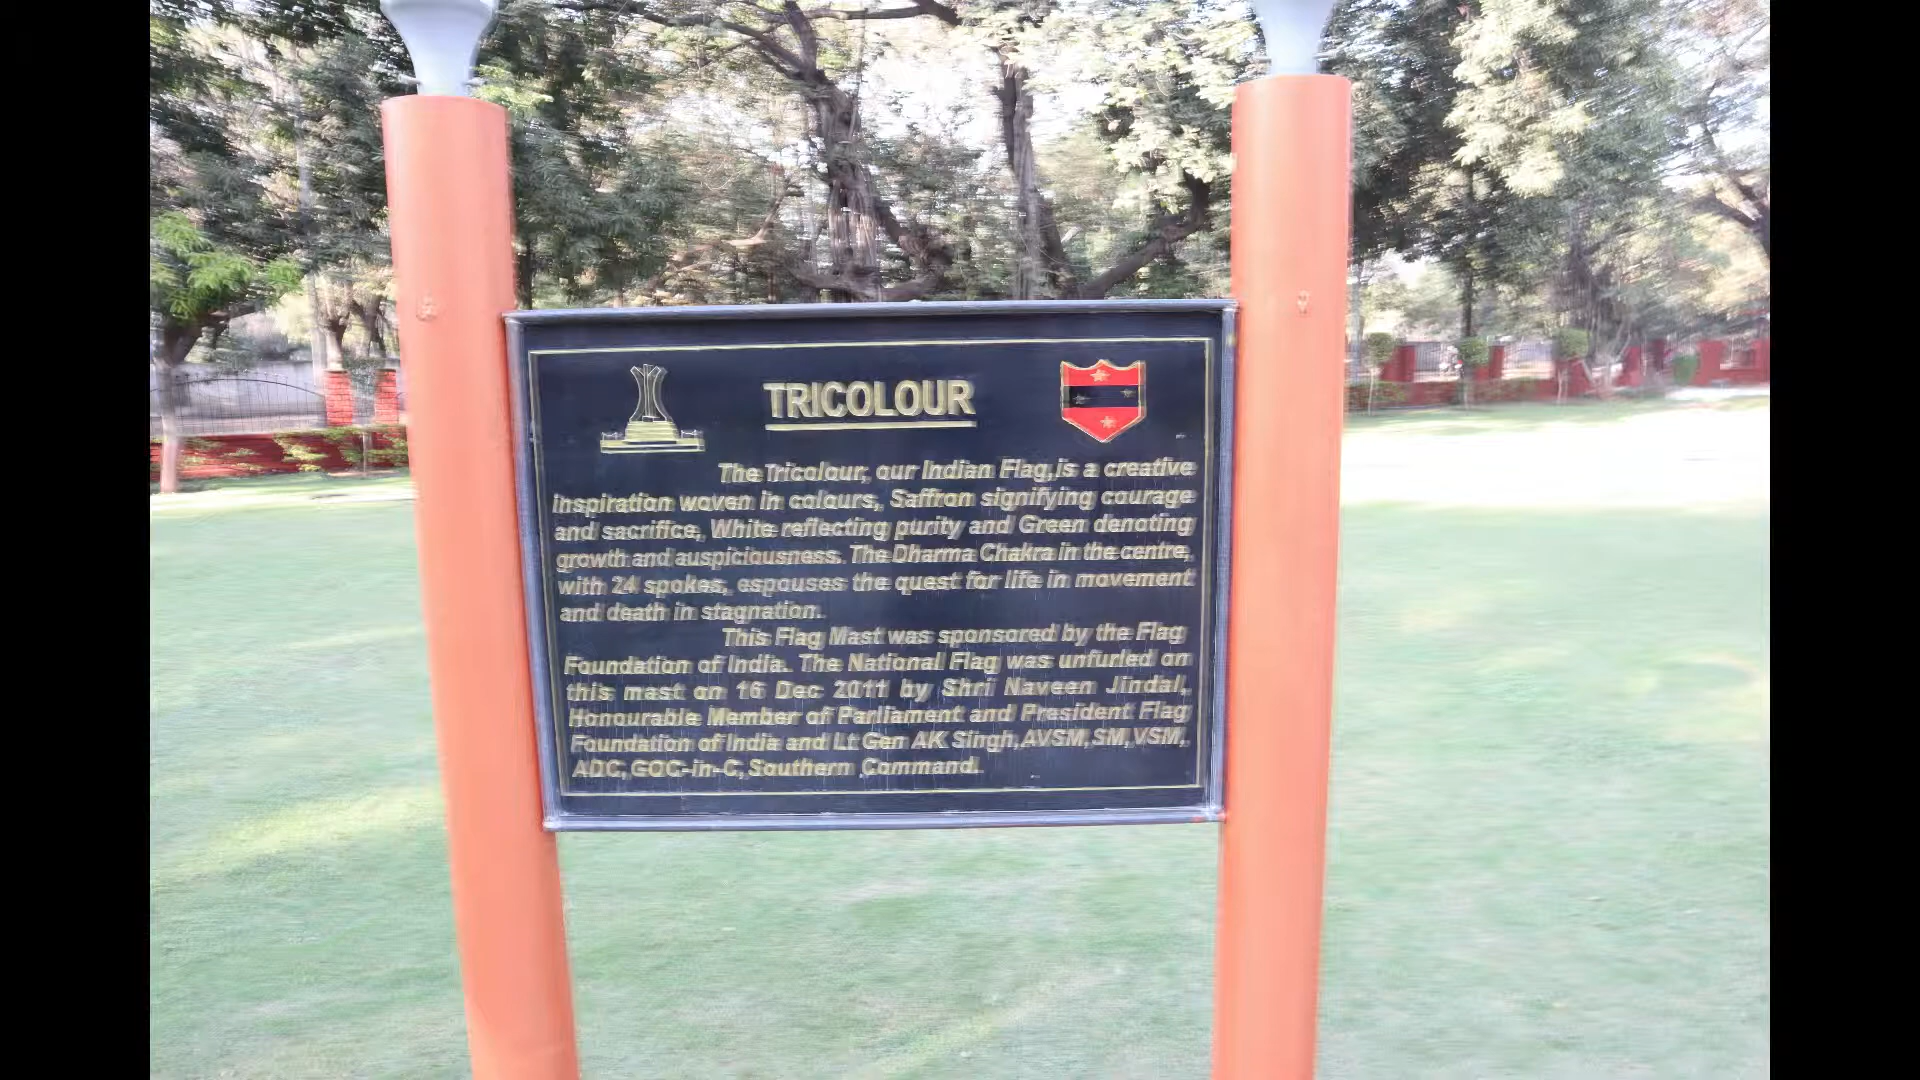 TRICOLOUR
The Tricolour, our Indian Flag,is a creative
inspiration woven in colours, Saffron signifying courage
and sacrifice, White reflecting purity and Green denoting
growth and auspiciousness. The Dharma Chakra in the centre,
with 24 spokes, espouses the quest for life in movement
and death in stagnation.
This Flag Mast was sponsored by the Flag
Foundation of India. The National Flag was unfurled on
this mast on 16 Dec 2011 by Shri Naveen Jindal,
Honourable Member of Parliament and President Flag
Foundation of India and Lt Gen AK Singh,AVSM,SM,VSM,
ADC,GOC-in-C,Southern Command.